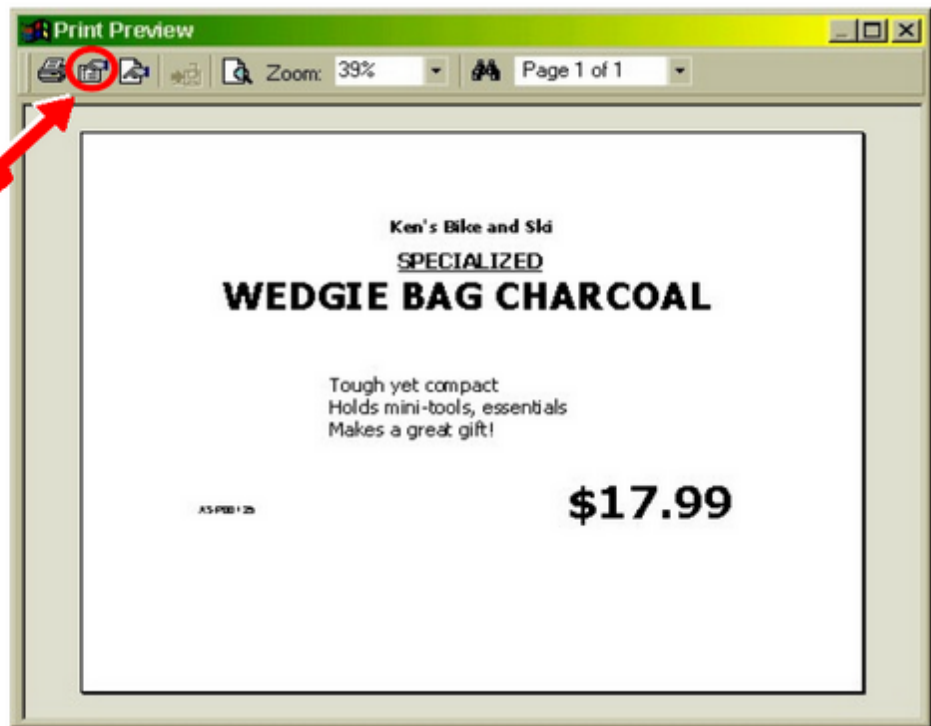 Print Preview
Zoom: 39% Page 1 of 1
Ken's Bike and Ski
SPECIALIZED
WEDGIE BAG CHARCOAL
Tough yet compact
Holds mini-tools, essentials
Makes a great gift!
$17.99